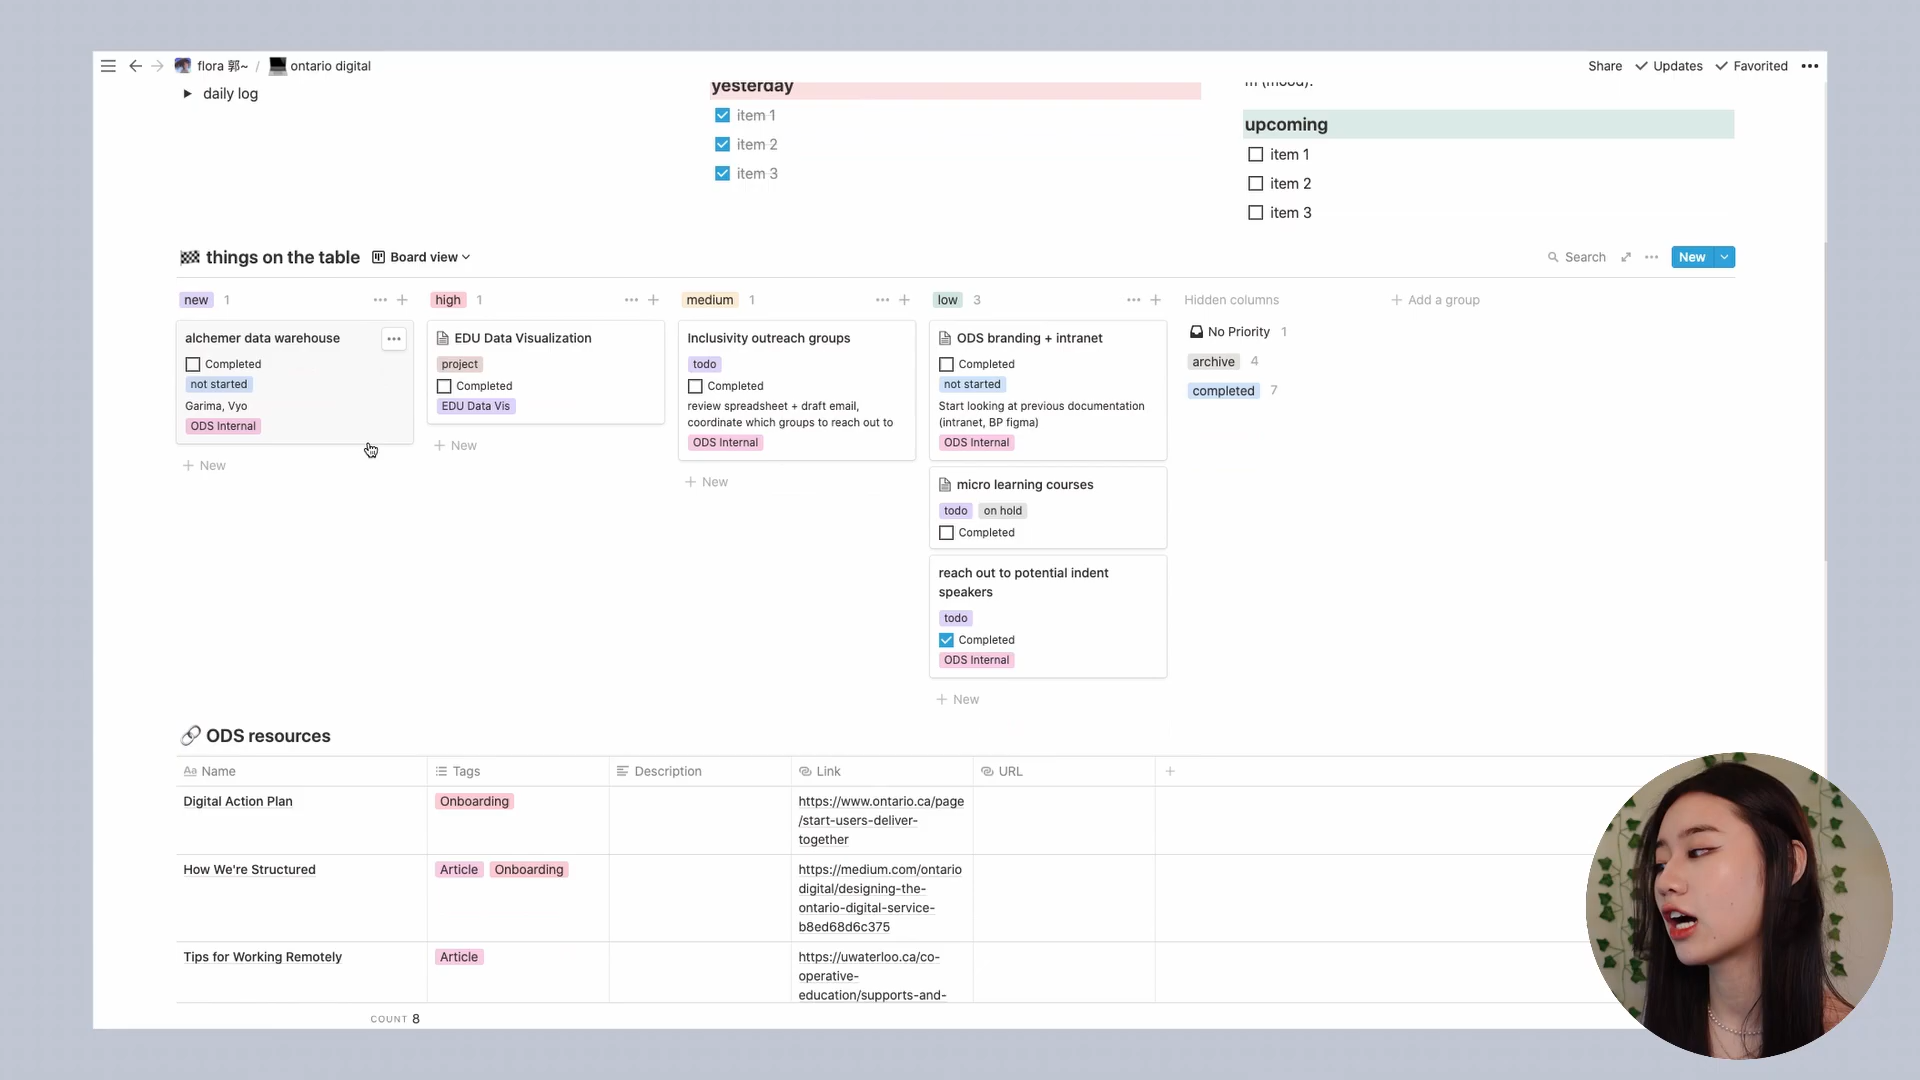 flora 郭~ / ontario digital
Share Updates Favorited
daily log
yesterday
item 1
item 2
item 3
m (mood):
upcoming
item 1
item 2
item 3
things on the table Board view
Search New
new 1
alchemer data warehouse
Completed
not started
Garima, Vyo
ODS Internal
+ New
high 1
EDU Data Visualization
project
Completed
EDU Data Vis
+ New
medium 1
Inclusivity outreach groups
todo
Completed
review spreadsheet + draft email,
coordinate which groups to reach out to
ODS Internal
+ New
low 3
ODS branding + intranet
Completed
not started
Start looking at previous documentation
(intranet, BP figma)
ODS Internal
micro learning courses
todo on hold
Completed
reach out to potential indent
speakers
todo
Completed
ODS Internal
+ New
Hidden columns
No Priority 1
archive 4
completed 7
+ Add a group
ODS resources
Aa Name Tags Description Link URL +
Digital Action Plan
Onboarding
https://www.ontario.ca/page
/start-users-deliver-
together
How We're Structured
Article Onboarding
https://medium.com/ontario
digital/designing-the-
ontario-digital-service-
b8ed68d6c375
Tips for Working Remotely
Article
https://uwaterloo.ca/co-
operative-
education/supports-and-
COUNT 8